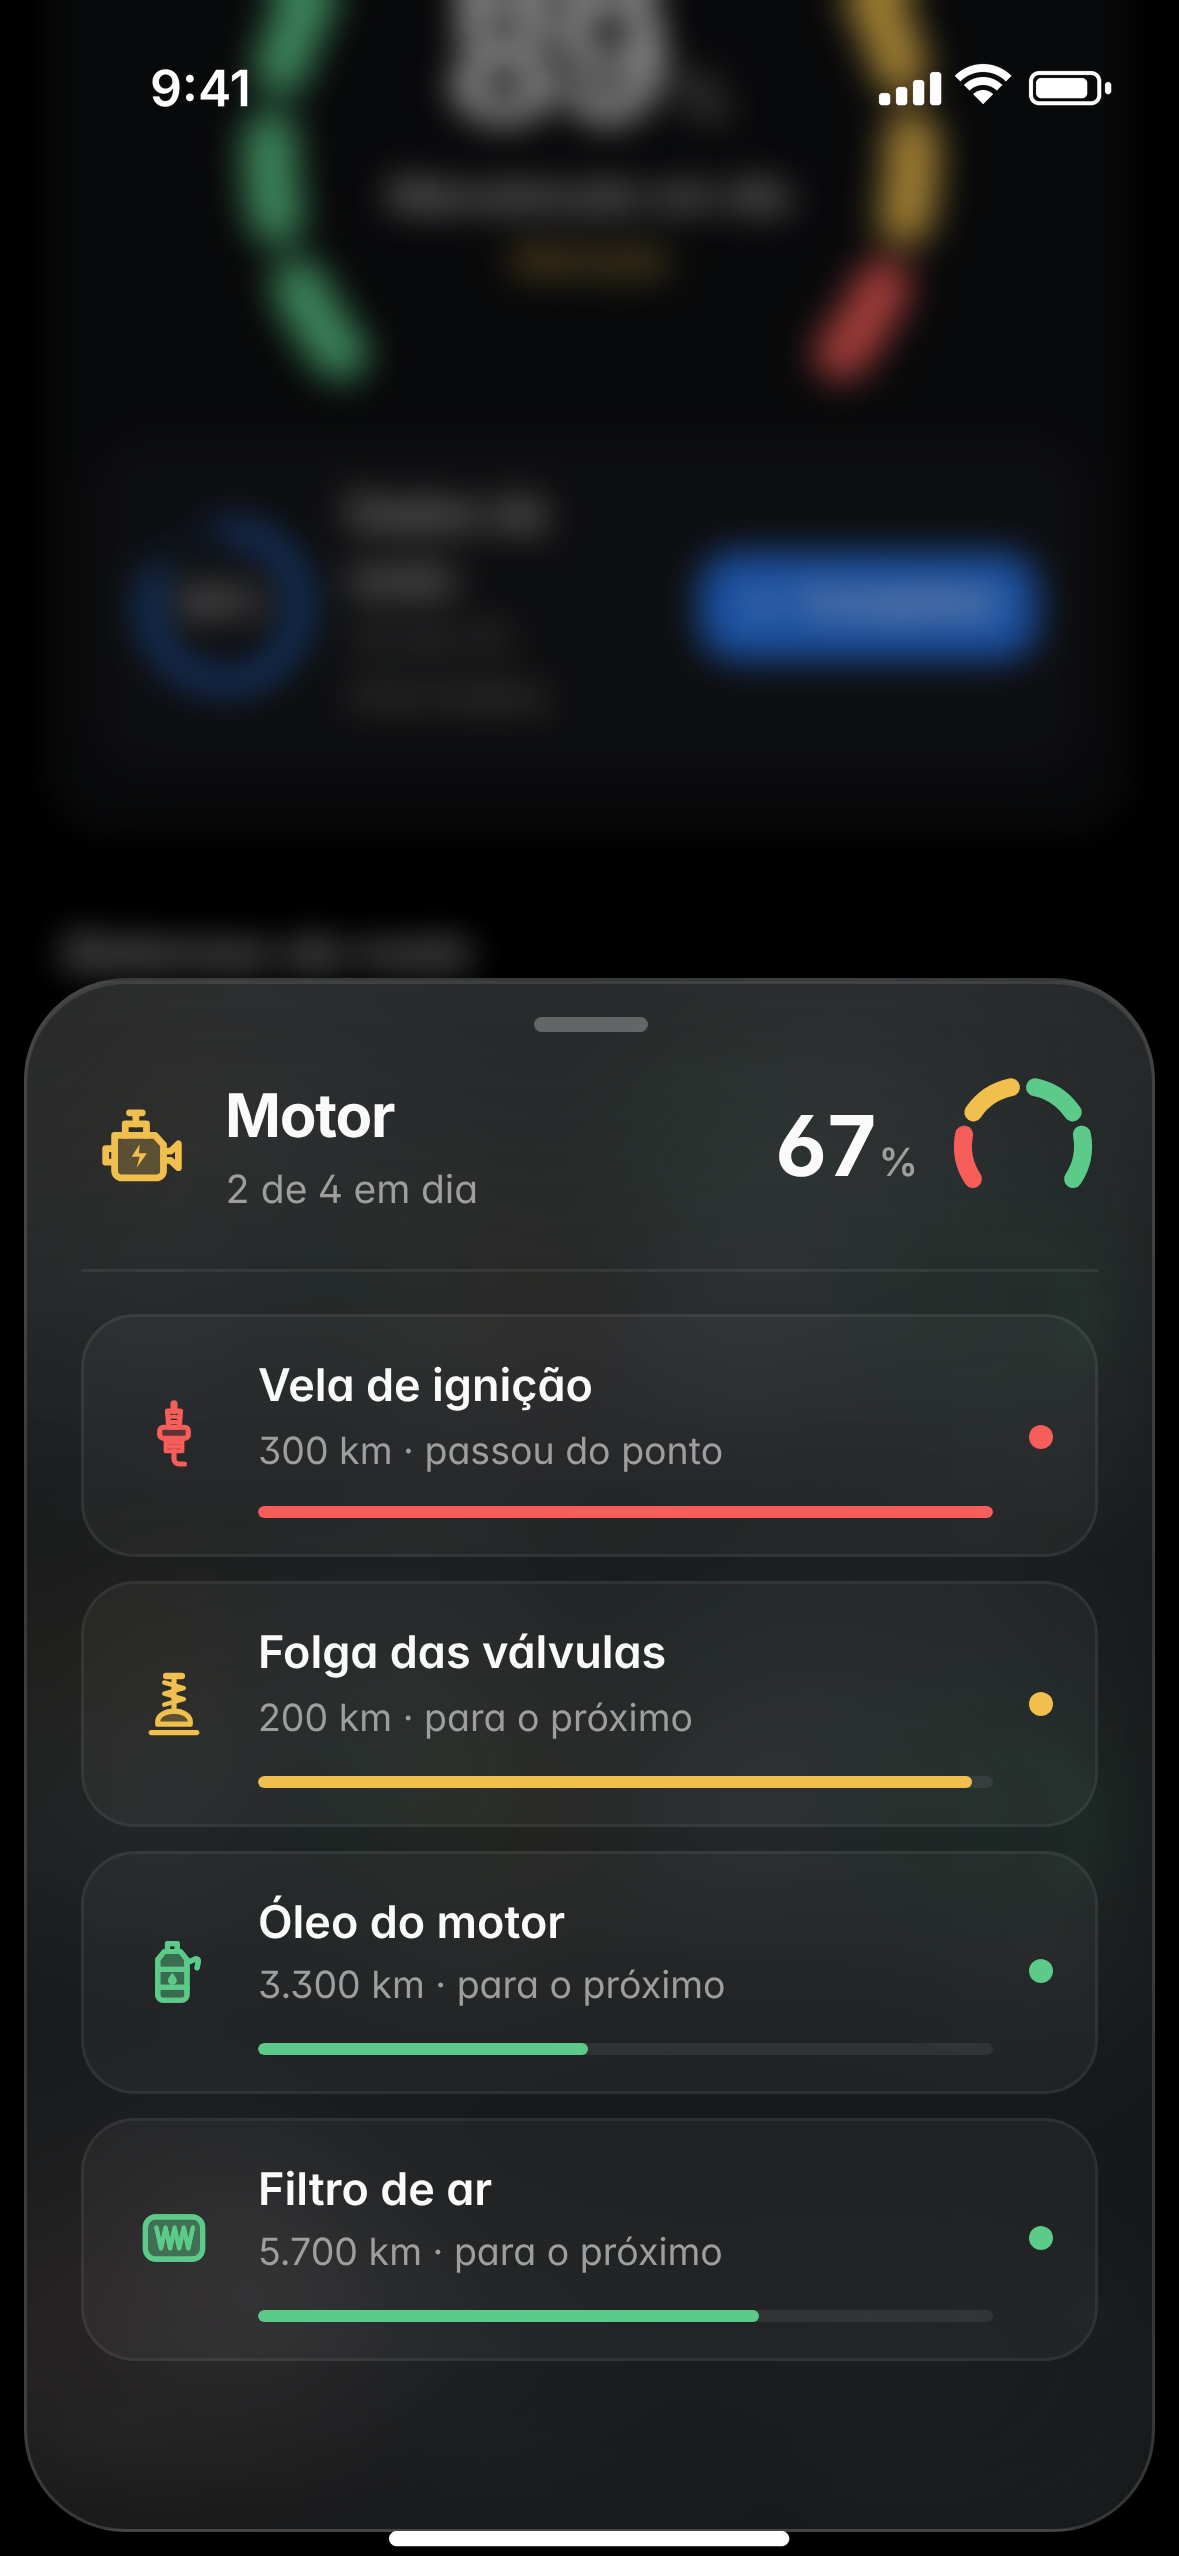 9:41
Motor
2 de 4 em dia
67%
Vela de ignição
300 km · passou do ponto
Folga das válvulas
200 km · para o próximo
Óleo do motor
3.300 km · para o próximo
Filtro de ar
5.700 km · para o próximo